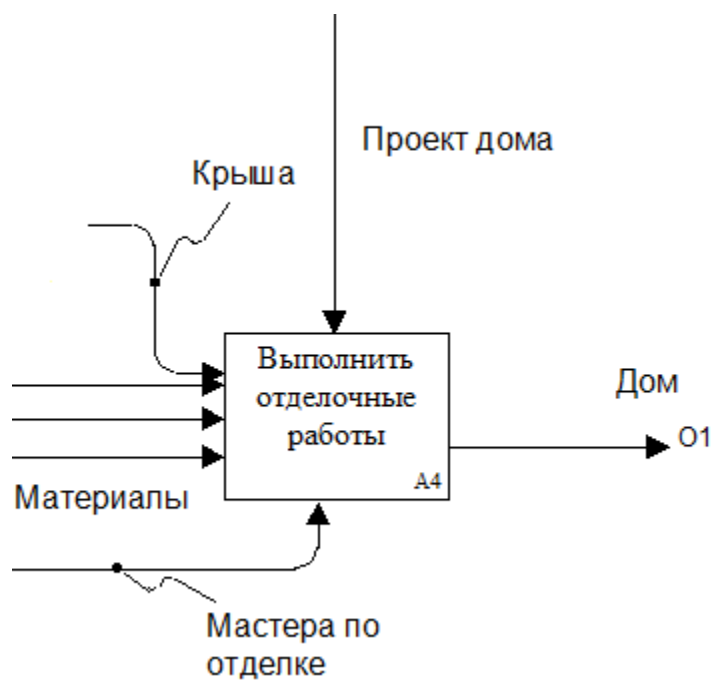 Проект дома
Крыша
Выполнить
отделочные
работы
A4
Дом
O1
Материалы
Мастера по
отделке